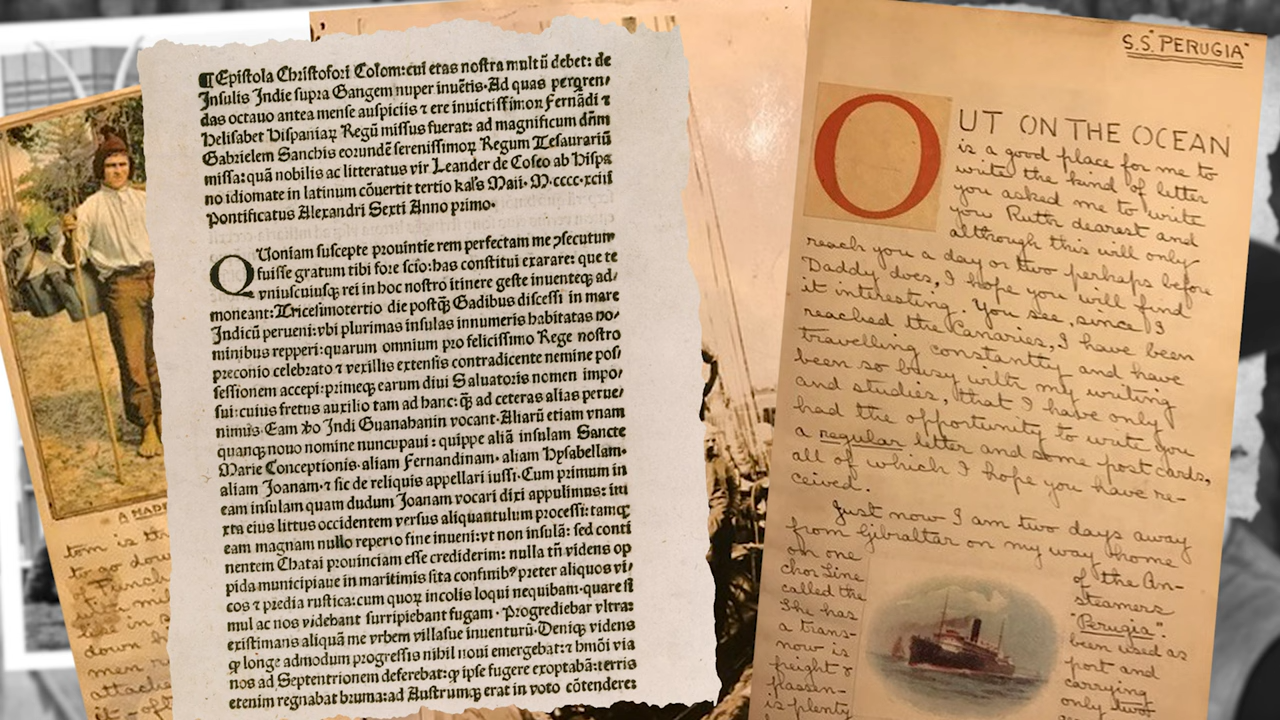 A MADE
tom is th
to go dow
down
men
attache
¶Epistola Christofori Colom: cui etas nostra multū debet: de
Insulis Indie supra Gangem nuper inuētis. Ad quas perqren/
das octauo antea mense auspiciis ⁊ ere inuictissimoꝝ Fernādi ⁊
Helisabet Hispaniaꝝ Regū missus fuerat: ad magnificum dn̄m
Gabrielem Sanchis eorundē serenissimoꝝ Regum Tesaurariū
missa: quā nobilis ac litteratus vir Leander de Cosco ab Hispa
no idiomate in latinum cōuertit tertio kal's Maii. M.cccc.xciii
Pontificatus Alexandri Sexti Anno primo.
QUoniam suscepte prouintie rem perfectam me ꝯsecutum
fuisse gratum tibi fore scio: has constitui exarare: que te
vniuscuiusqꝫ rei in hoc nostro itinere geste inuenteqꝫ ad/
moneant: Tricesimotertio die postqꝫ Gadibus discessi in mare
Indicū perueni: vbi plurimas insulas innumeris habitatas ho/
minibus repperi: quarum omnium pro felicissimo Rege nostro
preconio celebrato ⁊ vexillis extensis contradicente nemine pos/
sessionem accepi: primeqꝫ earum diui Saluatoris nomen impo/
sui: cuius fretus auxilio tam ad hanc: qꝫ ad ceteras alias perue/
nimus. Eam ꝟo Indi Guanahanin vocant. Aliarū etiam vnam
quanqꝫ nouo nomine nuncupaui: quippe aliā insulam Sancte
Marie Conceptionis. aliam Fernandinam. aliam Hysabellam.
aliam Joanam. ⁊ sic de reliquis appellari iussi. Cum primum in
eam insulam quam dudum Joanam vocari dixi appulimus: iu
xta eius littus occidentem versus aliquantulum processi: tamqꝫ
eam magnam nullo reperto fine inueni: vt non insulā: sed conti
nentem Chatai prouinciam esse crediderim: nulla tn̄ videns op
pida municipiaue in maritimis sita confinibꝰ preter aliquos vi/
cos ⁊ predia rustica: cum quoꝝ incolis loqui nequibam. quare si
mul ac nos videbant surripiebant fugam. Progrediebar vltra:
existimans aliquā me vrbem villasue inuenturū. Deniqꝫ videns
ꝙ longe admodum progressis nihil noui emergebat: ⁊ hmōi via
nos ad Septentrionem deferebat: ꝙ ipse fugere exoptabā: terris
etenim regnabat bruma: ad Austrumqꝫ erat in voto cōtendere:
S.S. "PERUGIA"
OUT ON THE OCEAN
is a good place for me to
write the kind of letter
you asked me to write
you Ruth dearest and
although this will only
reach you a day or two perhaps before
Daddy does, I hope you will find
it interesting. You see, since I
reached the Canaries, I have been
travelling constantly and have
been so busy with my writing
and studies, that I have only
had the opportunity to write you
a regular letter and some post cards,
all of which I hope you have re-
ceived.
Just now I am two days away
from Gibraltar on my way home
on one of the An-
chor Line steamers
called the "Perugia".
She has been used as
a trans- port and
now is carrying
freight & only two
passen-
is plenty